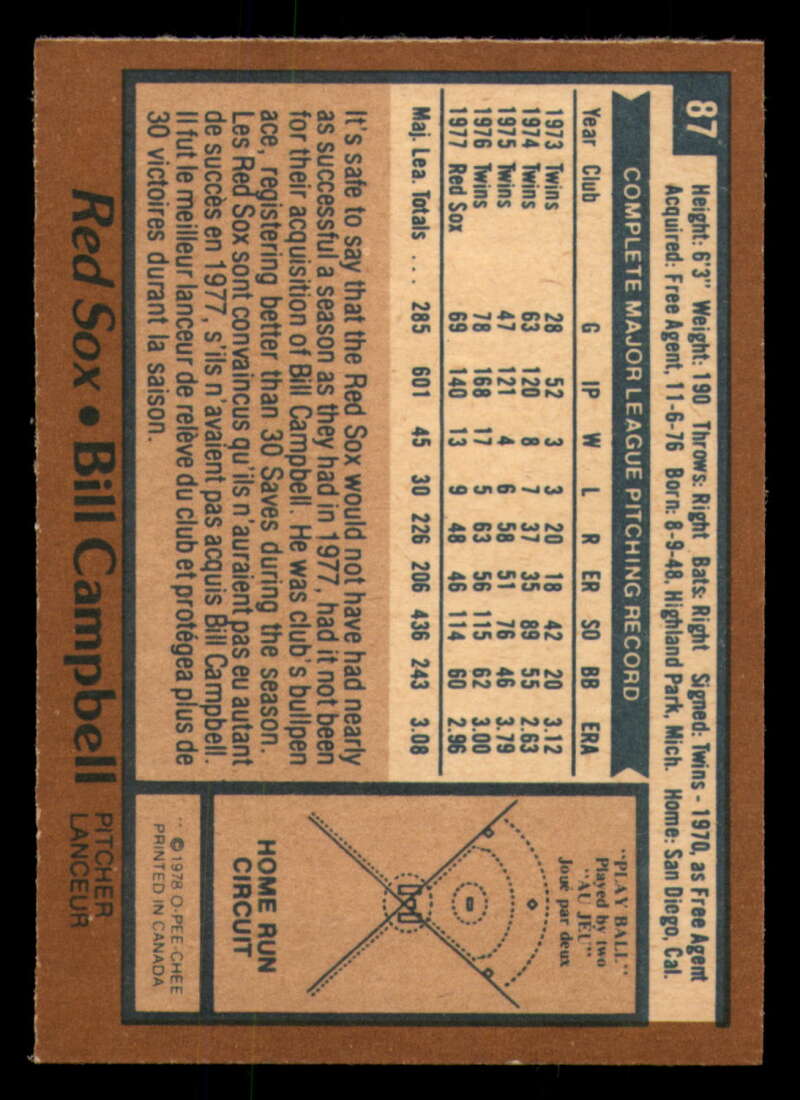 87
Height: 6'3" Weight: 190 Throws: Right Bats: Right Signed: Twins - 1970, as Free Agent
Acquired: Free Agent, 11-6-76 Born: 8-9-48, Highland Park, Mich. Home: San Diego, Cal.
COMPLETE MAJOR LEAGUE PITCHING RECORD
Year Club G IP W L R ER SO BB ERA
1973 Twins 28 52 3 3 20 18 42 20 3.12
1974 Twins 63 120 8 7 37 35 89 55 2.63
1975 Twins 47 121 4 6 58 51 76 46 3.79
1976 Twins 78 168 17 5 63 56 115 62 3.00
1977 Red Sox 69 140 13 9 48 46 114 60 2.96
Maj. Lea. Totals ... 285 601 45 30 226 206 436 243 3.08
It's safe to say that the Red Sox would not have had nearly
as successful a season as they had in 1977, had it not been
for their acquisition of Bill Campbell. He was club's bullpen
ace, registering better than 30 Saves during the season.
Les Red Sox sont convaincus qu'ils n'auraient pas eu autant
de succès en 1977, s'ils n'avaient pas acquis Bill Campbell.
Il fut le meilleur lanceur de relève du club et protégea plus de
30 victoires durant la saison.
"PLAY BALL"
Played by two
"AU JEU"
Joué par deux
HOME RUN
CIRCUIT
** © 1978 O-PEE-CHEE
PRINTED IN CANADA
Red Sox • Bill Campbell
PITCHER
LANCEUR